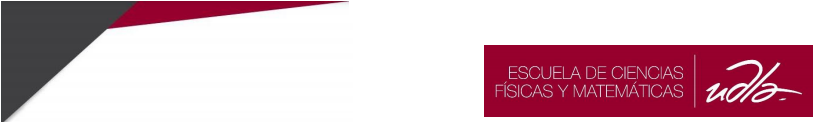 ESCUELA DE CIENCIAS
FÍSICAS Y MATEMÁTICAS
udla-